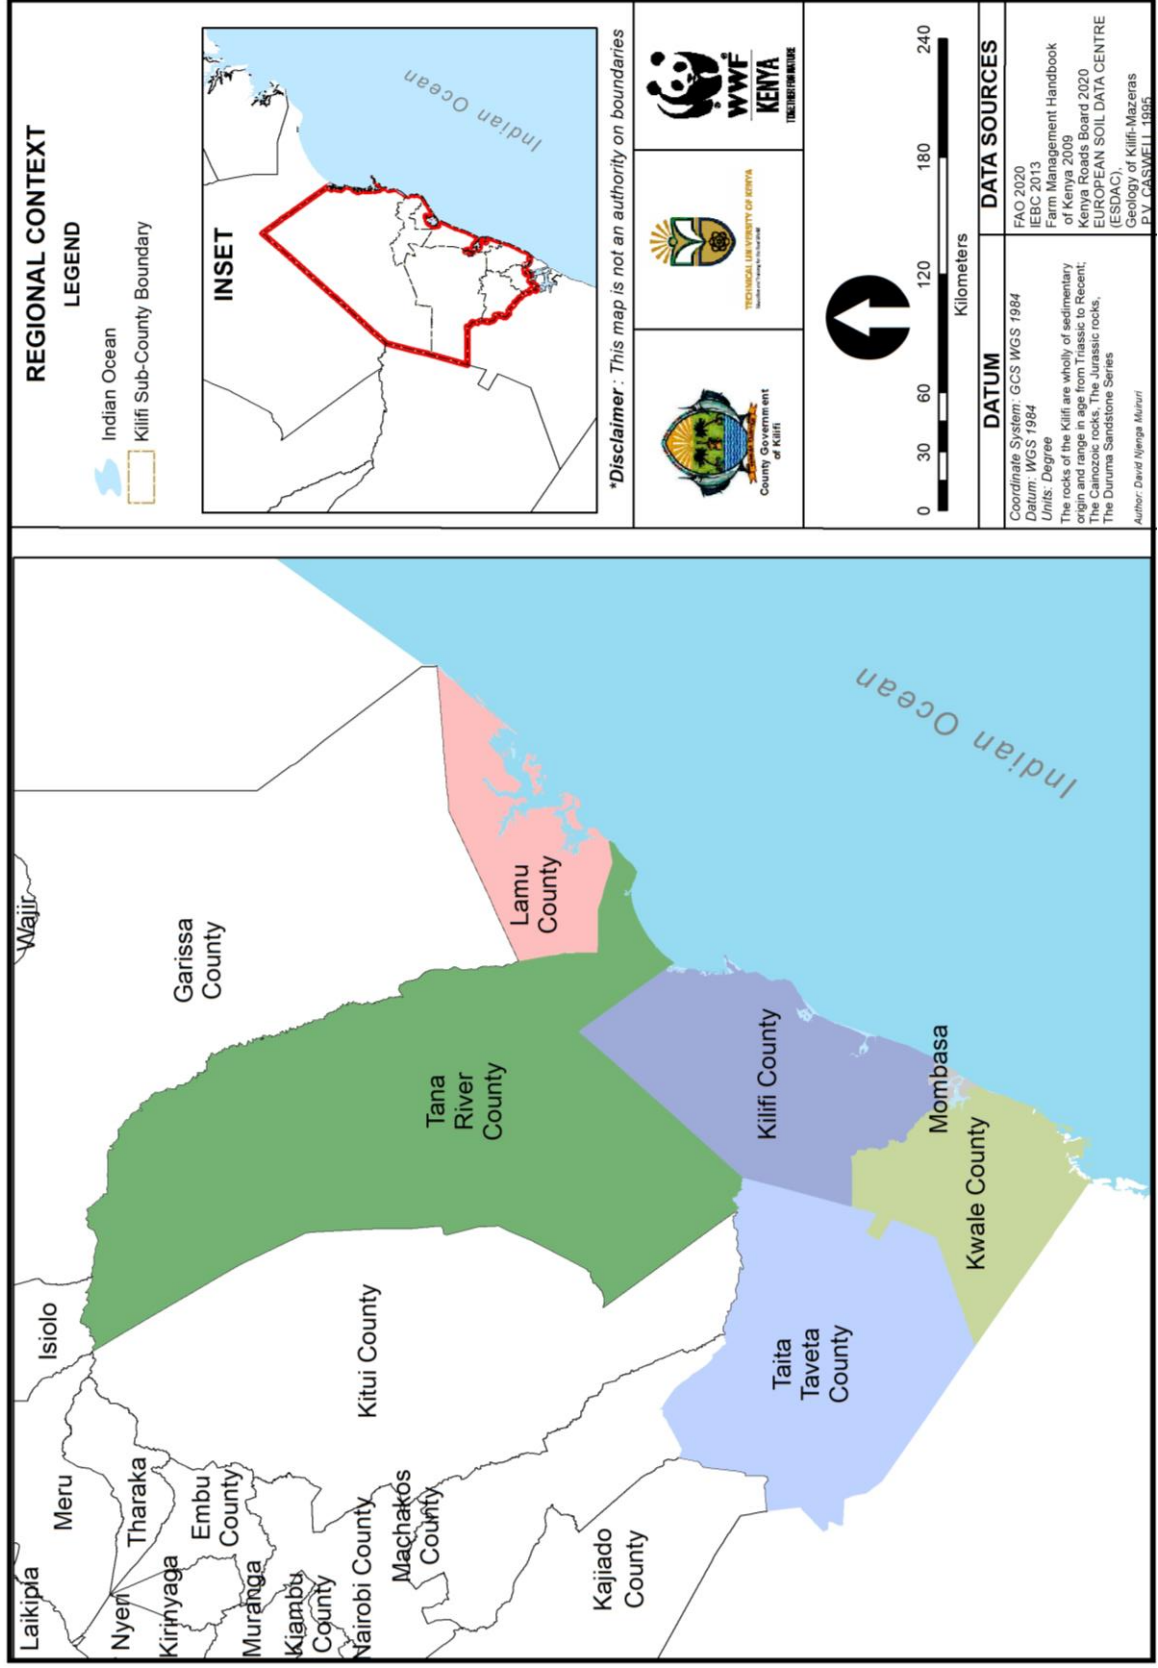 Laikipia
Meru
Isiolo
Wajir
Nyeri
Tharaka
Kirinyaga
Embu
County
Muranga
Kiambu
County
Nairobi County
Machakos
County
Kitui County
Garissa
County
Tana
River
County
Lamu
County
Kajiado
County
Taita
Taveta
County
Kilifi County
Mombasa
Kwale County
Indian Ocean
REGIONAL CONTEXT
LEGEND
Indian Ocean
Kilifi Sub-County Boundary
INSET
Indian Ocean
*Disclaimer : This map is not an authority on boundaries
County Government
of Kilifi
TECHNICAL UNIVERSITY OF KENYA
WWF
KENYA
TOGETHER FOR NATURE
0 30 60 120 180 240
Kilometers
DATUM
Coordinate System: GCS WGS 1984
Datum: WGS 1984
Units: Degree
The rocks of the Kilifi are wholly of sedimentary
origin and range in age from Triassic to Recent;
The Cainozoic rocks, The Jurassic rocks,
The Duruma Sandstone Series
Author: David Njenga Muiruri
DATA SOURCES
FAO 2020
IEBC 2013
Farm Management Handbook
of Kenya 2009
Kenya Roads Board 2020
EUROPEAN SOIL DATA CENTRE
(ESDAC),
Geology of Kilifi-Mazeras
P.V. CASWELL 1995